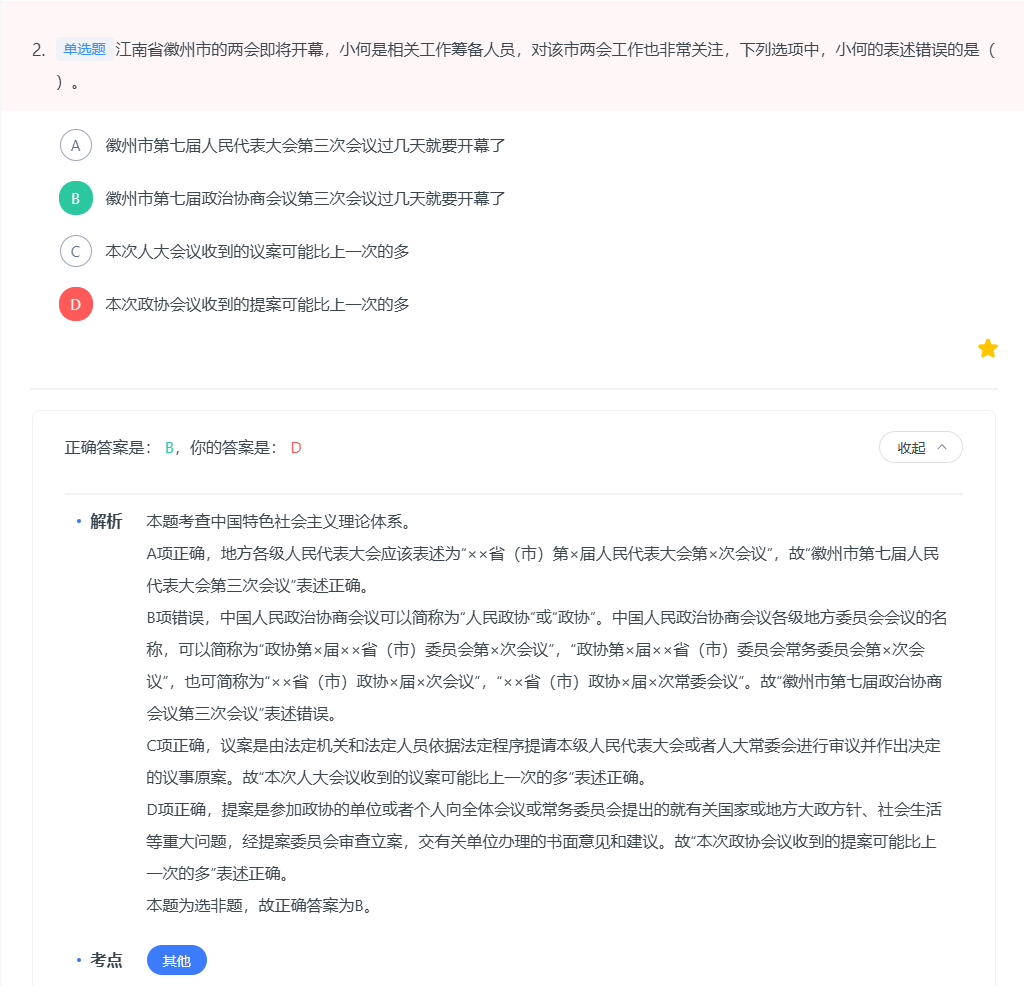 2. 单选题 江南省徽州市的两会即将开幕，小何是相关工作筹备人员，对该市两会工作也非常关注，下列选项中，小何的表述错误的是（
）。
A 徽州市第七届人民代表大会第三次会议过几天就要开幕了
B 徽州市第七届政治协商会议第三次会议过几天就要开幕了
C 本次人大会议收到的议案可能比上一次的多
D 本次政协会议收到的提案可能比上一次的多
正确答案是： B，你的答案是： D
收起
解析 本题考查中国特色社会主义理论体系。
A项正确，地方各级人民代表大会应该表述为“××省（市）第×届人民代表大会第×次会议”，故“徽州市第七届人民
代表大会第三次会议”表述正确。
B项错误，中国人民政治协商会议可以简称为“人民政协”或“政协”。中国人民政治协商会议各级地方委员会会议的名
称，可以简称为“政协第×届××省（市）委员会第×次会议”，“政协第×届××省（市）委员会常务委员会第×次会
议”，也可简称为“××省（市）政协×届×次会议”，“××省（市）政协×届×次常委会议”。故“徽州市第七届政治协商
会议第三次会议”表述错误。
C项正确，议案是由法定机关和法定人员依据法定程序提请本级人民代表大会或者人大常委会进行审议并作出决定
的议事原案。故“本次人大会议收到的议案可能比上一次的多”表述正确。
D项正确，提案是参加政协的单位或者个人向全体会议或常务委员会提出的就有关国家或地方大政方针、社会生活
等重大问题，经提案委员会审查立案，交有关单位办理的书面意见和建议。故“本次政协会议收到的提案可能比上
一次的多”表述正确。
本题为选非题，故正确答案为B。
考点 其他